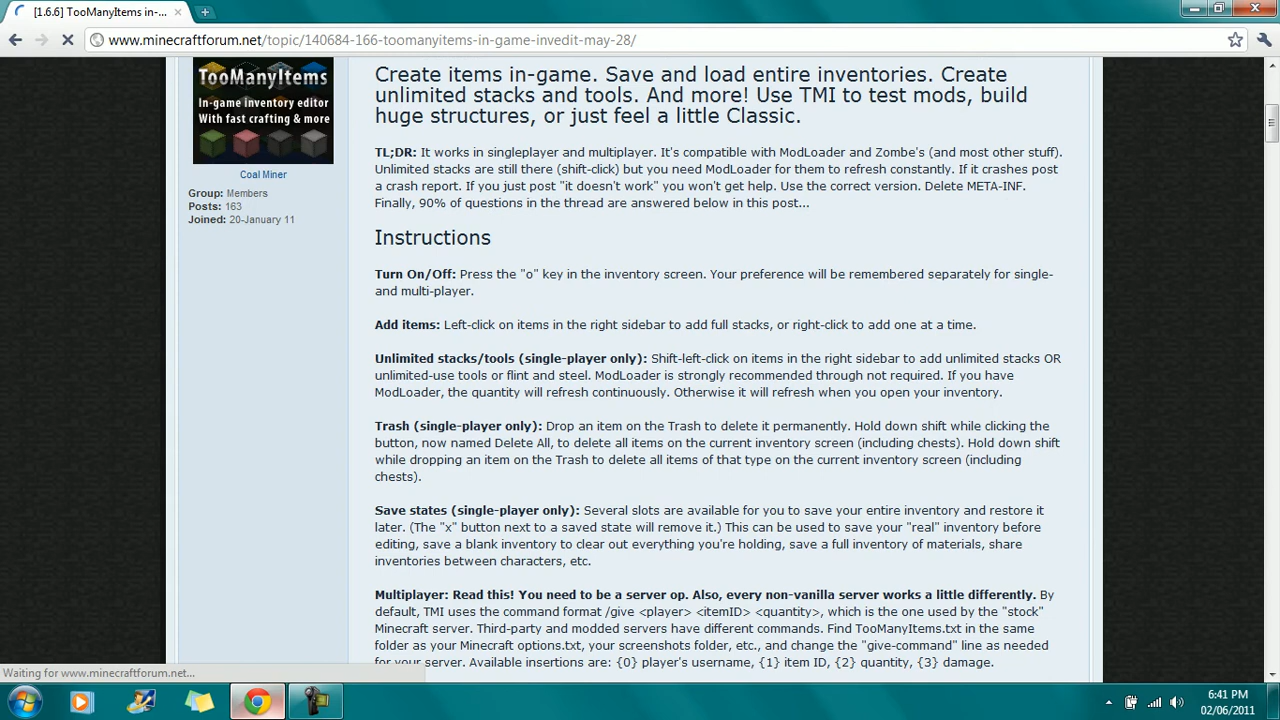 [1.6.6] TooManyItems in-...
www.minecraftforum.net/topic/140684-166-toomanyitems-in-game-invedit-may-28/
TooManyItems
In-game inventory editor
With fast crafting & more
Coal Miner
Group: Members
Posts: 163
Joined: 20-January 11
Create items in-game. Save and load entire inventories. Create
unlimited stacks and tools. And more! Use TMI to test mods, build
huge structures, or just feel a little Classic.
TL;DR: It works in singleplayer and multiplayer. It's compatible with ModLoader and Zombe's (and most other stuff).
Unlimited stacks are still there (shift-click) but you need ModLoader for them to refresh constantly. If it crashes post
a crash report. If you just post "it doesn't work" you won't get help. Use the correct version. Delete META-INF.
Finally, 90% of questions in the thread are answered below in this post...
Instructions
Turn On/Off: Press the "o" key in the inventory screen. Your preference will be remembered separately for single-
and multi-player.
Add items: Left-click on items in the right sidebar to add full stacks, or right-click to add one at a time.
Unlimited stacks/tools (single-player only): Shift-left-click on items in the right sidebar to add unlimited stacks OR
unlimited-use tools or flint and steel. ModLoader is strongly recommended through not required. If you have
ModLoader, the quantity will refresh continuously. Otherwise it will refresh when you open your inventory.
Trash (single-player only): Drop an item on the Trash to delete it permanently. Hold down shift while clicking the
button, now named Delete All, to delete all items on the current inventory screen (including chests). Hold down shift
while dropping an item on the Trash to delete all items of that type on the current inventory screen (including
chests).
Save states (single-player only): Several slots are available for you to save your entire inventory and restore it
later. (The "x" button next to a saved state will remove it.) This can be used to save your "real" inventory before
editing, save a blank inventory to clear out everything you're holding, save a full inventory of materials, share
inventories between characters, etc.
Multiplayer: Read this! You need to be a server op. Also, every non-vanilla server works a little differently. By
default, TMI uses the command format /give <player> <itemID> <quantity>, which is the one used by the "stock"
Minecraft server. Third-party and modded servers have different commands. Find TooManyItems.txt in the same
folder as your Minecraft options.txt, your screenshots folder, etc., and change the "give-command" line as needed
for your server. Available insertions are: {0} player's username, {1} item ID, {2} quantity, {3} damage.
Waiting for www.minecraftforum.net...
6:41 PM
02/06/2011